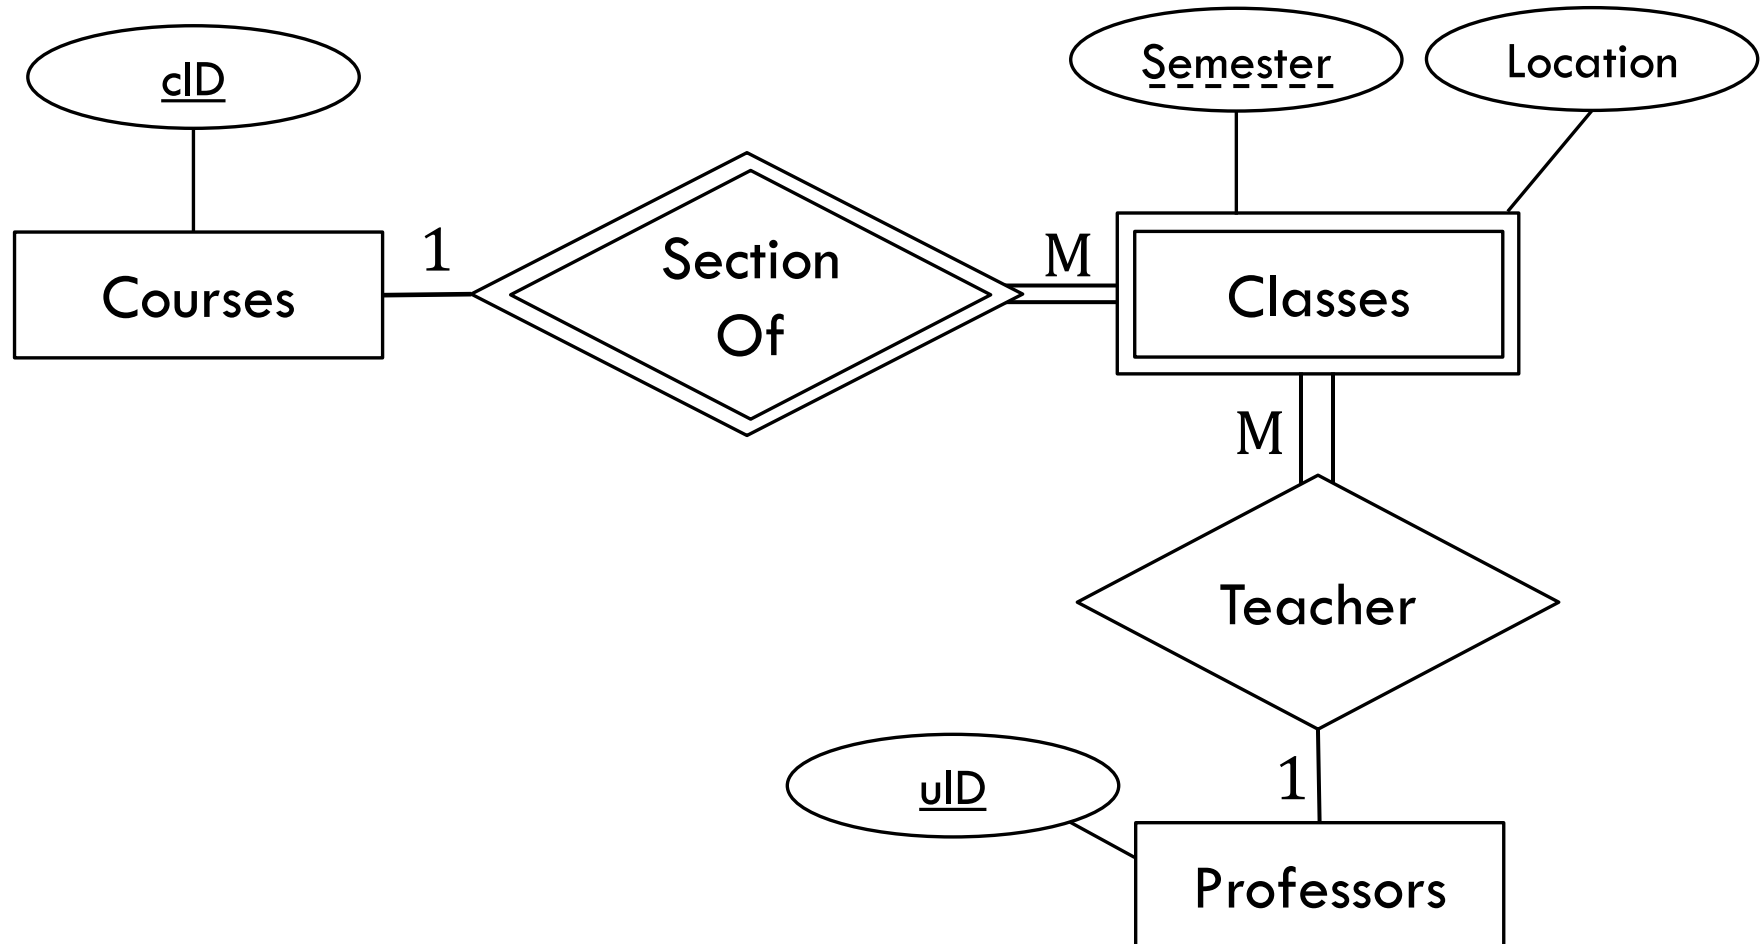 cID
Semester
Location
Courses
1
Section
Of
M
Classes
M
Teacher
1
uID
Professors